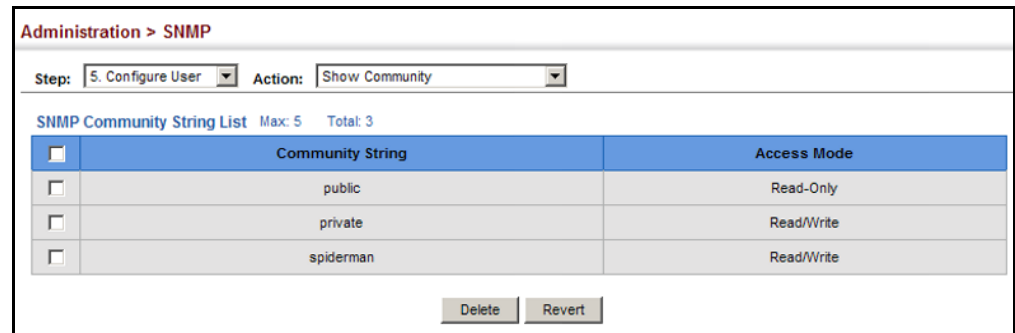 Administration > SNMP
Step: 5. Configure User Action: Show Community
SNMP Community String List Max: 5 Total: 3
Community String Access Mode
public Read-Only
private Read/Write
spiderman Read/Write
Delete Revert